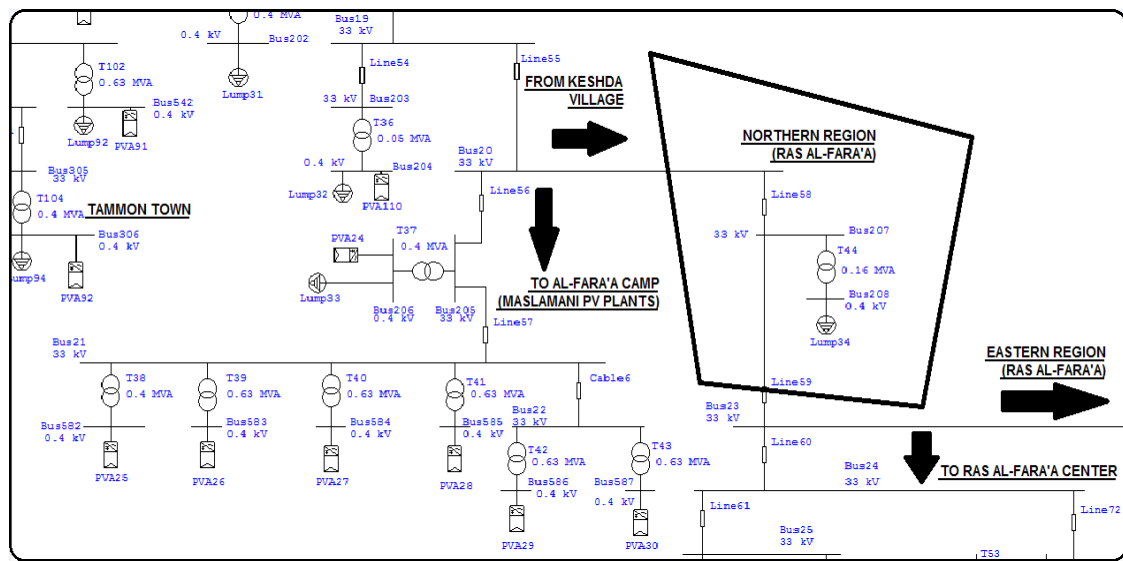 0.4 MVA
Bus19
33 kV
0.4 kV
Bus202
T102
0.63 MVA
Line54
Line55
FROM KESHDA
VILLAGE
Lump31
33 kV
Bus203
Bus542
0.4 kV
T36
0.05 MVA
Lump92
PVA91
NORTHERN REGION
(RAS AL-FARA'A)
Bus20
33 kV
0.4 kV
Bus204
Bus305
33 kV
Line56
Line58
Lump32
PVA110
T104
0.4 MVA
TAMMON TOWN
Bus306
0.4 kV
PVA24
T37
0.4 MVA
33 kV
Bus207
T44
0.16 MVA
PVA92
Lump33
TO AL-FARA'A CAMP
(MASLAMANI PV PLANTS)
Bus206
0.4 kV
Bus205
33 kV
Bus208
0.4 kV
Line57
Lump34
Bus21
33 kV
EASTERN REGION
(RAS AL-FARA'A)
T38
0.4 MVA
T39
0.63 MVA
T40
0.63 MVA
T41
0.63 MVA
Cable6
Line59
Bus582
0.4 kV
Bus583
0.4 kV
Bus584
0.4 kV
Bus585
0.4 kV
Bus22
33 kV
Bus23
33 kV
Line60
T42
0.63 MVA
T43
0.63 MVA
PVA25
PVA26
PVA27
PVA28
Bus586
0.4 kV
Bus587
0.4 kV
Bus24
33 kV
TO RAS AL-FARA'A CENTER
Line61
Line72
PVA29
PVA30
Bus25
33 kV
T53